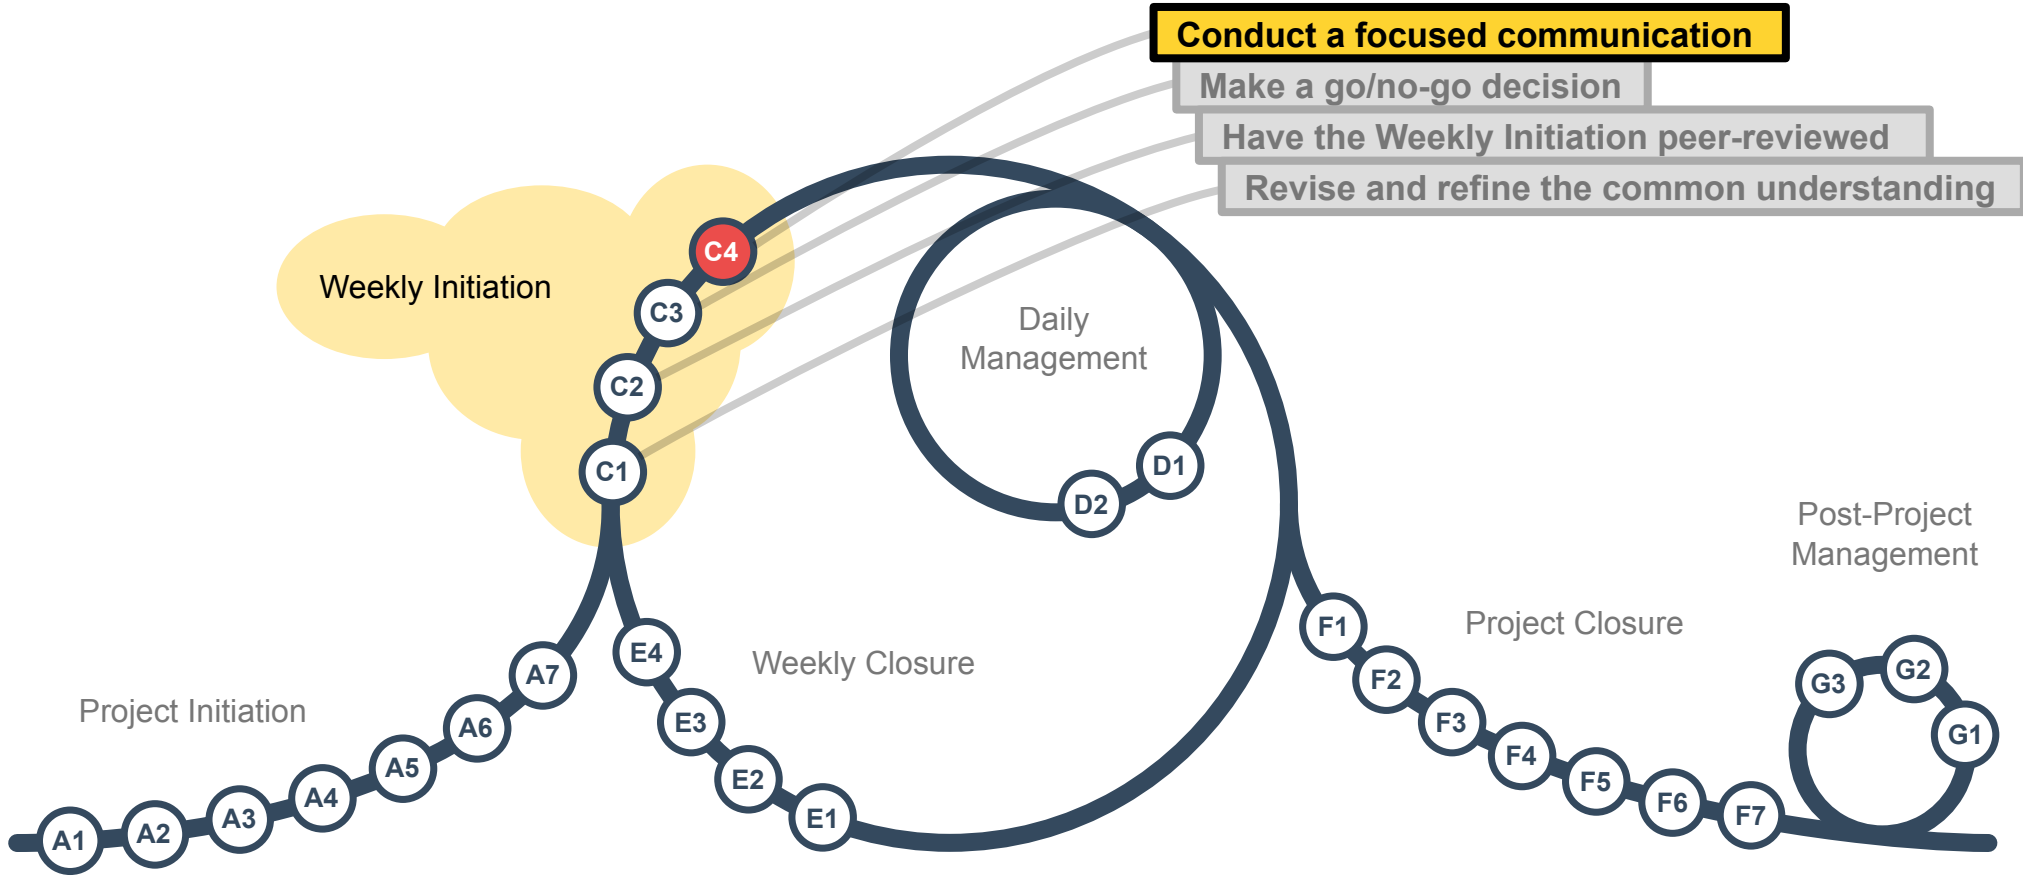 Conduct a focused communication
Make a go/no-go decision
Have the Weekly Initiation peer-reviewed
Revise and refine the common understanding
Weekly Initiation
C4
C3
C2
C1
Daily
Management
D1
D2
Post-Project
Management
Project Initiation
A1
A2
A3
A4
A5
A6
A7
Weekly Closure
E4
E3
E2
E1
Project Closure
F1
F2
F3
F4
F5
F6
F7
G3
G2
G1